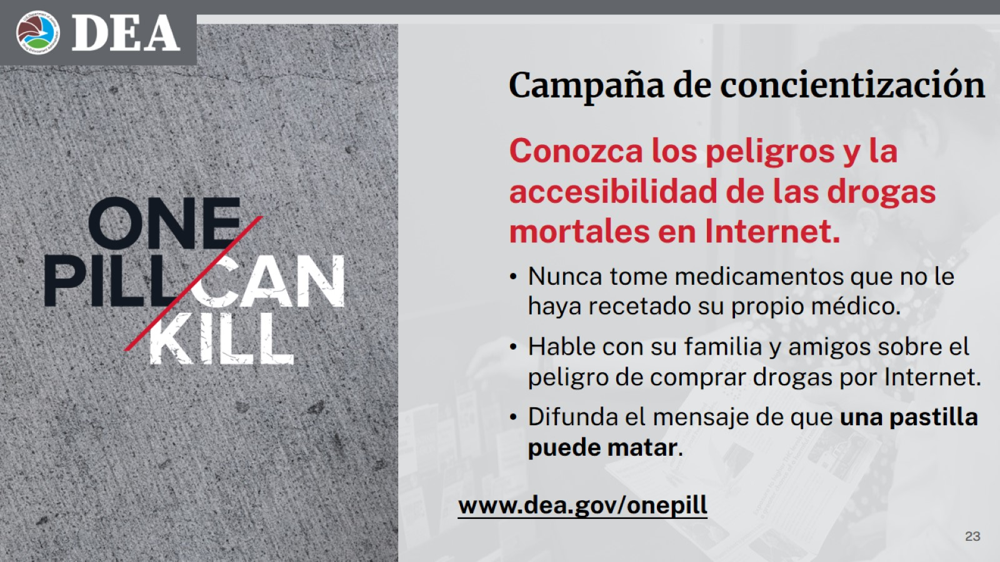 DEA
ONE
PILL CAN
KILL
Campaña de concientización
Conozca los peligros y la
accesibilidad de las drogas
mortales en Internet.
• Nunca tome medicamentos que no le
haya recetado su propio médico.
• Hable con su familia y amigos sobre el
peligro de comprar drogas por Internet.
• Difunda el mensaje de que una pastilla
puede matar.
www.dea.gov/onepill
23